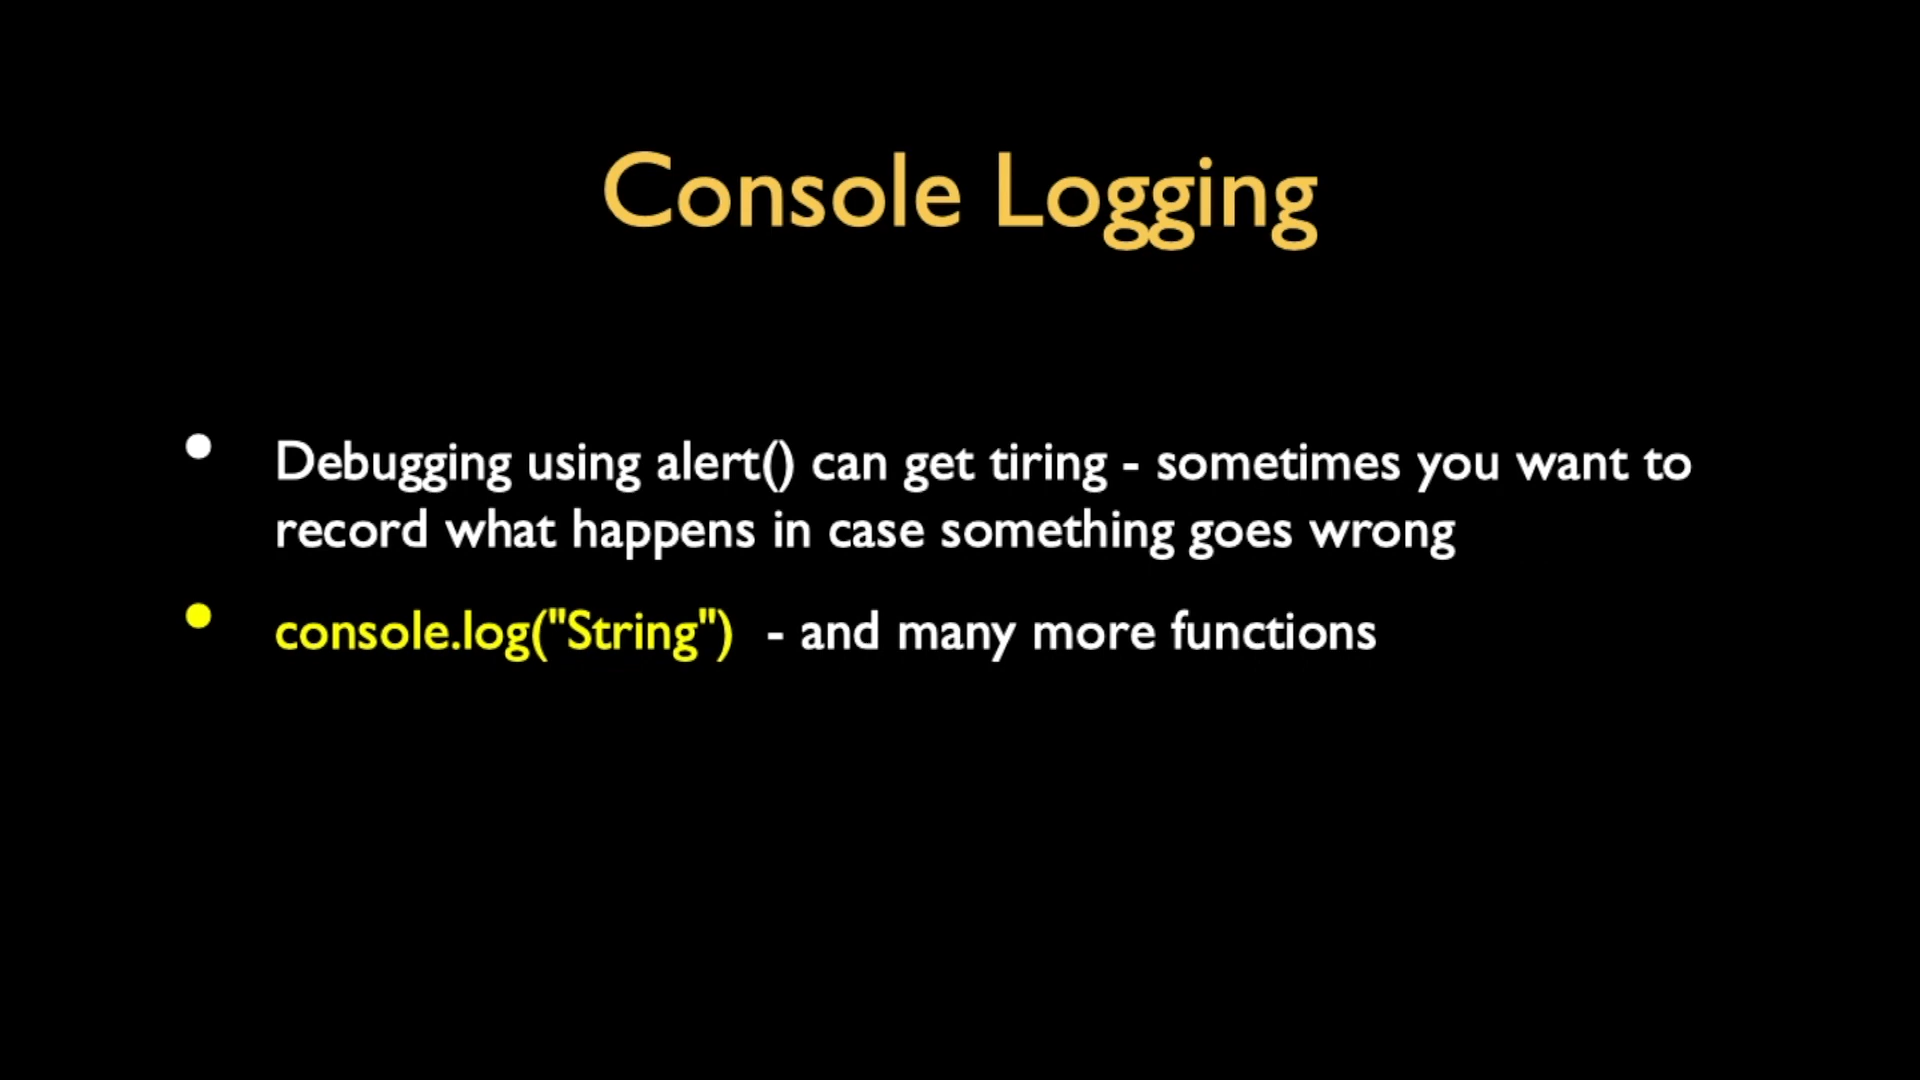 Console Logging
• Debugging using alert() can get tiring - sometimes you want to
record what happens in case something goes wrong
• console.log("String")  - and many more functions